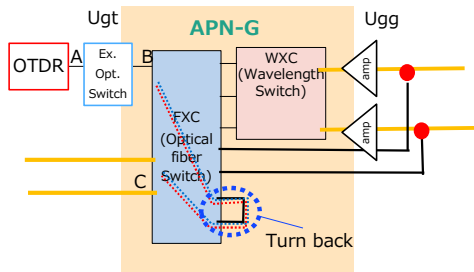 Ugt
APN-G
Ugg
OTDR
A
Ex.
Opt.
Switch
B
WXC
(Wavelength
Switch)
amp
amp
FXC
(Optical
fiber
Switch)
C
Turn back